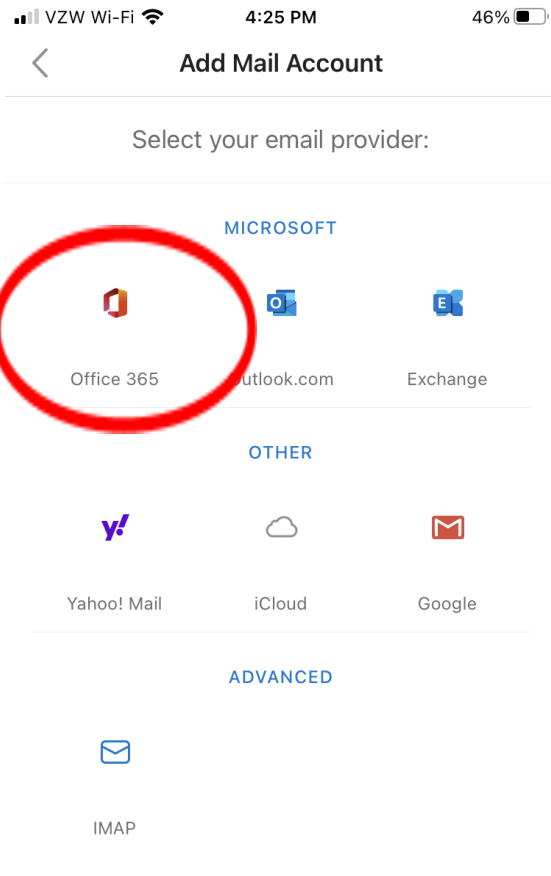 VZW Wi-Fi 4:25 PM 46%
Add Mail Account
Select your email provider:
MICROSOFT
Office 365 utlook.com Exchange
OTHER
Yahoo! Mail iCloud Google
ADVANCED
IMAP